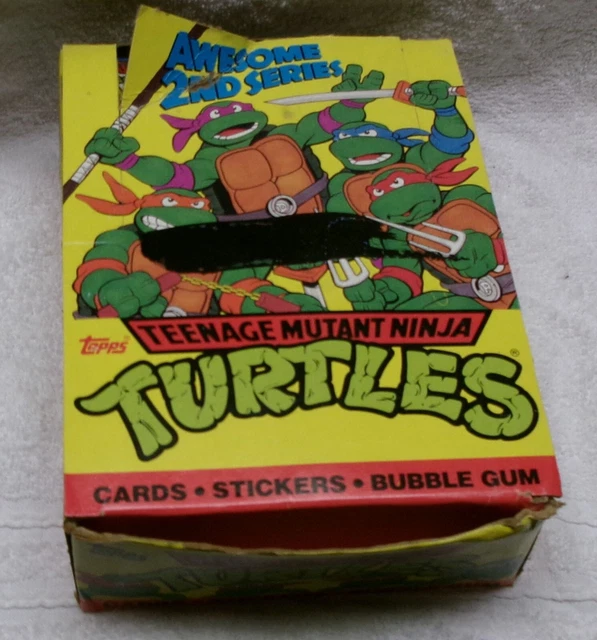 AWESOME
2ND SERIES
TEENAGE MUTANT NINJA
Topps®
TURTLES®
CARDS • STICKERS • BUBBLE GUM